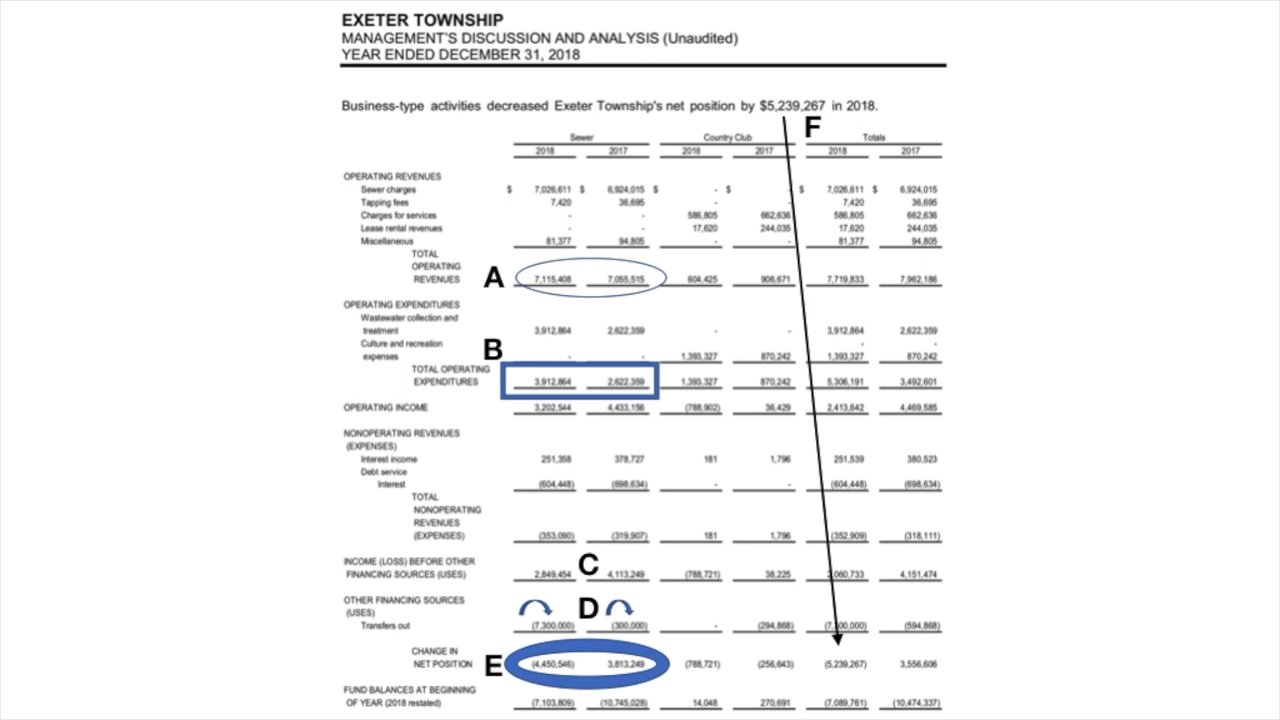 EXETER TOWNSHIP
MANAGEMENT'S DISCUSSION AND ANALYSIS (Unaudited)
YEAR ENDED DECEMBER 31, 2018
Business-type activities decreased Exeter Township's net position by $5,239,267 in 2018.
F
Sewer Country Club Totals
2018 2017 2018 2017 2018 2017
OPERATING REVENUES
Sewer charges $ 7,026,611 $ 6,924,015 $ - $ - $ 7,026,611 $ 6,924,015
Tapping fees 7,420 36,695 - - 7,420 36,695
Charges for services - - 586,805 662,636 586,805 662,636
Lease rental revenues - - 17,620 244,035 17,620 244,035
Miscellaneous 81,377 94,805 - - 81,377 94,805
TOTAL
OPERATING
A REVENUES 7,115,408 7,055,515 604,425 906,671 7,719,833 7,962,186
OPERATING EXPENDITURES
Wastewater collection and
treatment 3,912,864 2,622,359 - - 3,912,864 2,622,359
Culture and recreation - -
B
expenses - - 1,393,327 870,242 1,393,327 870,242
TOTAL OPERATING
EXPENDITURES 3,912,864 2,622,359 1,393,327 870,242 5,306,191 3,492,601
OPERATING INCOME 3,202,544 4,433,156 (788,902) 36,429 2,413,642 4,469,585
NONOPERATING REVENUES
(EXPENSES)
Interest income 251,358 378,727 181 1,796 251,539 380,523
Debt service
Interest (604,448) (698,634) - - (604,448) (698,634)
TOTAL
NONOPERATING
REVENUES
(EXPENSES) (353,090) (319,907) 181 1,796 (352,909) (318,111)
INCOME (LOSS) BEFORE OTHER
C
FINANCING SOURCES (USES) 2,849,454 4,113,249 (788,721) 38,225 2,060,733 4,151,474
OTHER FINANCING SOURCES
D
(USES)
Transfers out (7,300,000) (300,000) - (294,868) (7,300,000) (594,868)
CHANGE IN
E NET POSITION (4,450,546) 3,813,249 (788,721) (256,643) (5,239,267) 3,556,606
FUND BALANCES AT BEGINNING
OF YEAR (2018 restated) (7,103,809) (10,745,028) 14,048 270,691 (7,089,761) (10,474,337)